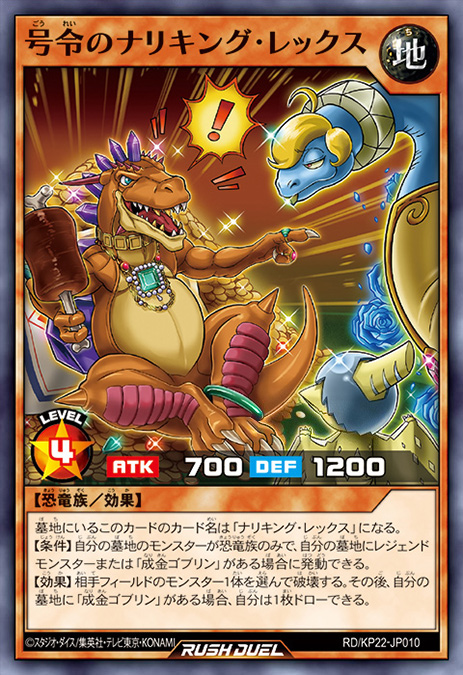 号令のナリキング・レックス
地
!
LEVEL
4
ATK 700 DEF 1200
【恐竜族／効果】
墓地にいるこのカードのカード名は「ナリキング・レックス」になる。
【条件】自分の墓地のモンスターが恐竜族のみで、自分の墓地にレジェンド
モンスターまたは「成金ゴブリン」がある場合に発動できる。
【効果】相手フィールドのモンスター1体を選んで破壊する。その後、自分の
墓地に「成金ゴブリン」がある場合、自分は1枚ドローできる。
©スタジオ・ダイス/集英社・テレビ東京・KONAMI
RUSH DUEL
RD/KP22-JP010